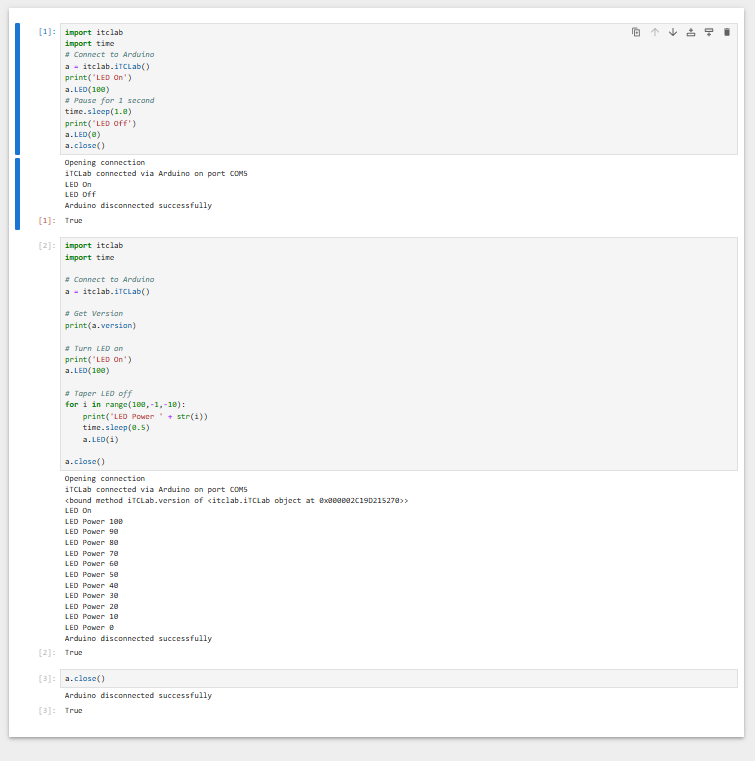 [1]: import itclab
import time
# Connect to Arduino
a = itclab.iTCLab()
print('LED On')
a.LED(100)
# Pause for 1 second
time.sleep(1.0)
print('LED Off')
a.LED(0)
a.close()
Opening connection
iTCLab connected via Arduino on port COM5
LED On
LED Off
Arduino disconnected successfully
[1]: True
[2]: import itclab
import time
# Connect to Arduino
a = itclab.iTCLab()
# Get Version
print(a.version)
# Turn LED on
print('LED On')
a.LED(100)
# Taper LED off
for i in range(100,-1,-10):
print('LED Power ' + str(i))
time.sleep(0.5)
a.LED(i)
a.close()
Opening connection
iTCLab connected via Arduino on port COM5
<bound method iTCLab.version of <itclab.iTCLab object at 0x000002C19D215270>>
LED On
LED Power 100
LED Power 90
LED Power 80
LED Power 70
LED Power 60
LED Power 50
LED Power 40
LED Power 30
LED Power 20
LED Power 10
LED Power 0
Arduino disconnected successfully
[2]: True
[3]: a.close()
Arduino disconnected successfully
[3]: True